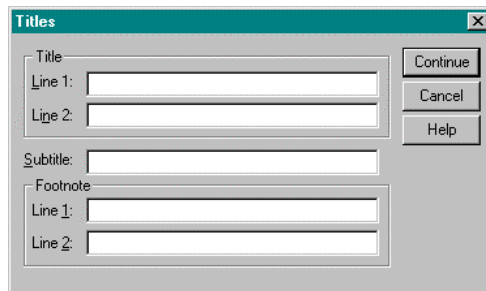 Titles
Title
Line 1:
Line 2:
Subtitle:
Footnote
Line 1:
Line 2:
Continue
Cancel
Help